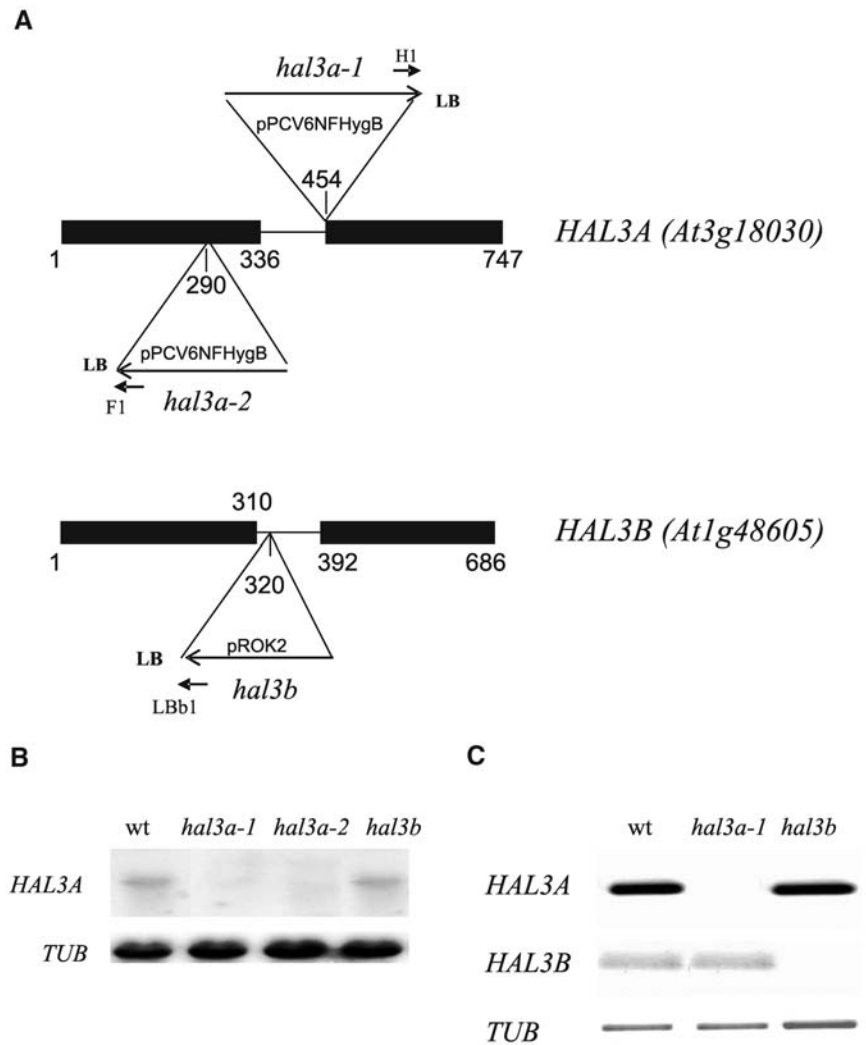 A
hal3a-1
H1
LB
pPCV6NFHygB
454
HAL3A (At3g18030)
1
336
747
290
LB
pPCV6NFHygB
F1
hal3a-2
310
HAL3B (At1g48605)
1
392
686
320
LB
pROK2
hal3b
LBb1
B
wt hal3a-1 hal3a-2 hal3b
HAL3A
TUB
C
wt hal3a-1 hal3b
HAL3A
HAL3B
TUB